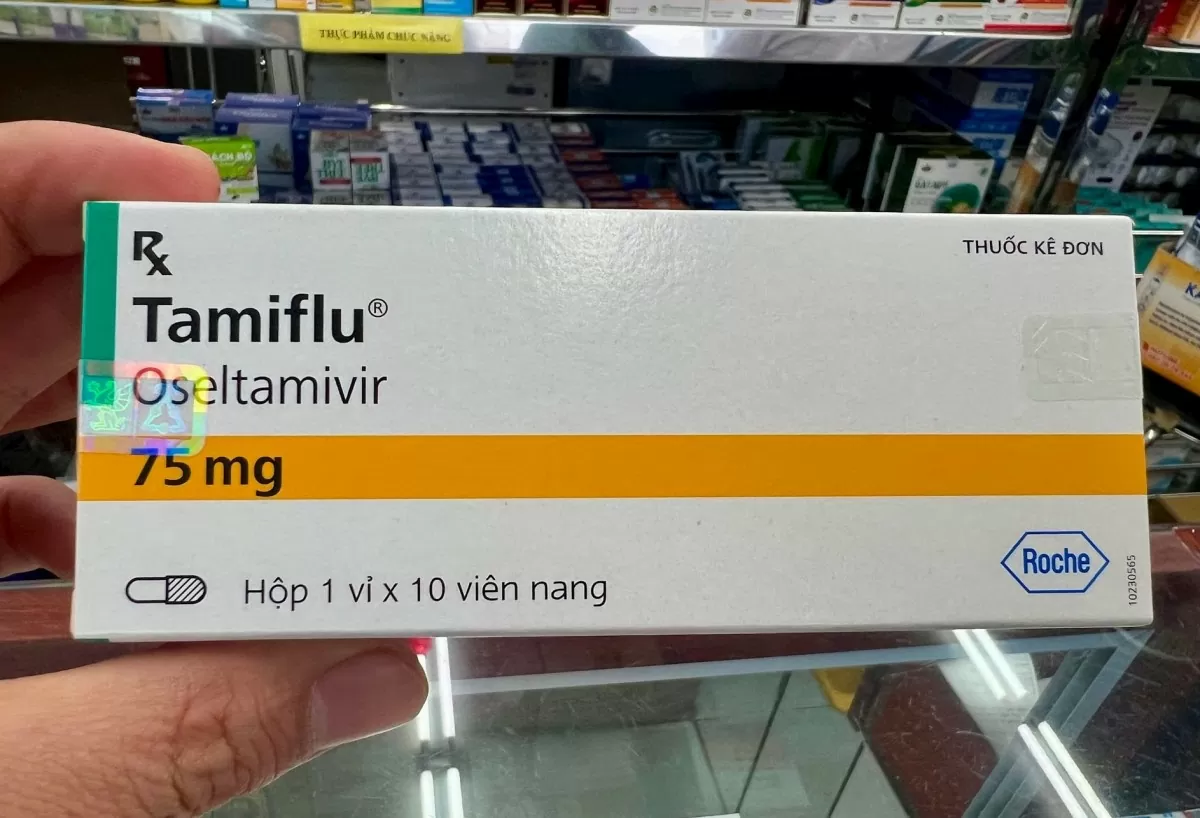 THỰC PHẨM CHỨC NĂNG
Rx
THUỐC KÊ ĐƠN
Tamiflu®
Oseltamivir
75 mg
Hộp 1 vỉ x 10 viên nang
Roche
10230565